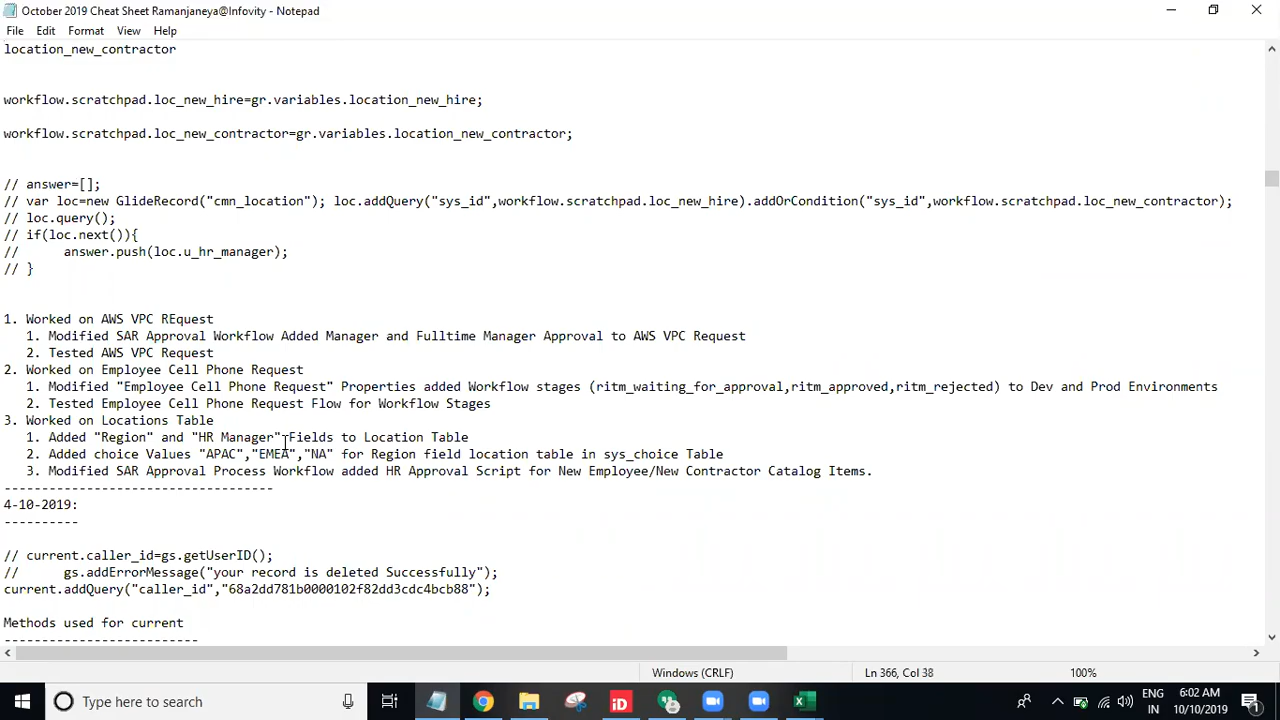 October 2019 Cheat Sheet Ramanjaneya@Infovity - Notepad
File Edit Format View Help
location_new_contractor
workflow.scratchpad.loc_new_hire=gr.variables.location_new_hire;
workflow.scratchpad.loc_new_contractor=gr.variables.location_new_contractor;
// answer=[];
// var loc=new GlideRecord("cmn_location"); loc.addQuery("sys_id",workflow.scratchpad.loc_new_hire).addOrCondition("sys_id",workflow.scratchpad.loc_new_contractor);
// loc.query();
// if(loc.next()){
// answer.push(loc.u_hr_manager);
// }
1. Worked on AWS VPC REquest
1. Modified SAR Approval Workflow Added Manager and Fulltime Manager Approval to AWS VPC Request
2. Tested AWS VPC Request
2. Worked on Employee Cell Phone Request
1. Modified "Employee Cell Phone Request" Properties added Workflow stages (ritm_waiting_for_approval,ritm_approved,ritm_rejected) to Dev and Prod Environments
2. Tested Employee Cell Phone Request Flow for Workflow Stages
3. Worked on Locations Table
1. Added "Region" and "HR Manager" Fields to Location Table
2. Added choice Values "APAC","EMEA","NA" for Region field location table in sys_choice Table
3. Modified SAR Approval Process Workflow added HR Approval Script for New Employee/New Contractor Catalog Items.
------------------------------------
4-10-2019:
----------
// current.caller_id=gs.getUserID();
// gs.addErrorMessage("your record is deleted Successfully");
current.addQuery("caller_id","68a2dd781b0000102f82dd3cdc4bcb88");
Methods used for current
--------------------------
Windows (CRLF) Ln 366, Col 38 100%
Type here to search
iD
ENG 6:02 AM
IN 10/10/2019
1